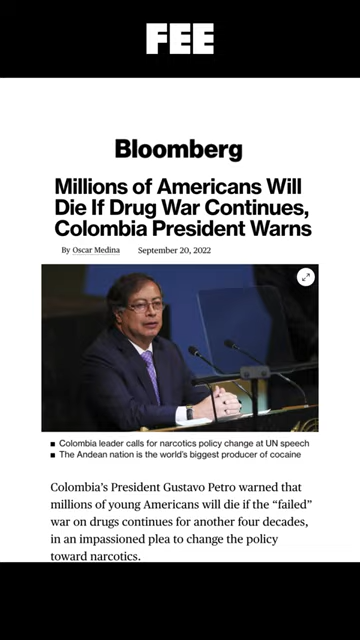 FEE
Bloomberg
Millions of Americans Will
Die If Drug War Continues,
Colombia President Warns
By Oscar Medina September 20, 2022
■ Colombia leader calls for narcotics policy change at UN speech
■ The Andean nation is the world's biggest producer of cocaine
Colombia's President Gustavo Petro warned that
millions of young Americans will die if the “failed”
war on drugs continues for another four decades,
in an impassioned plea to change the policy
toward narcotics.